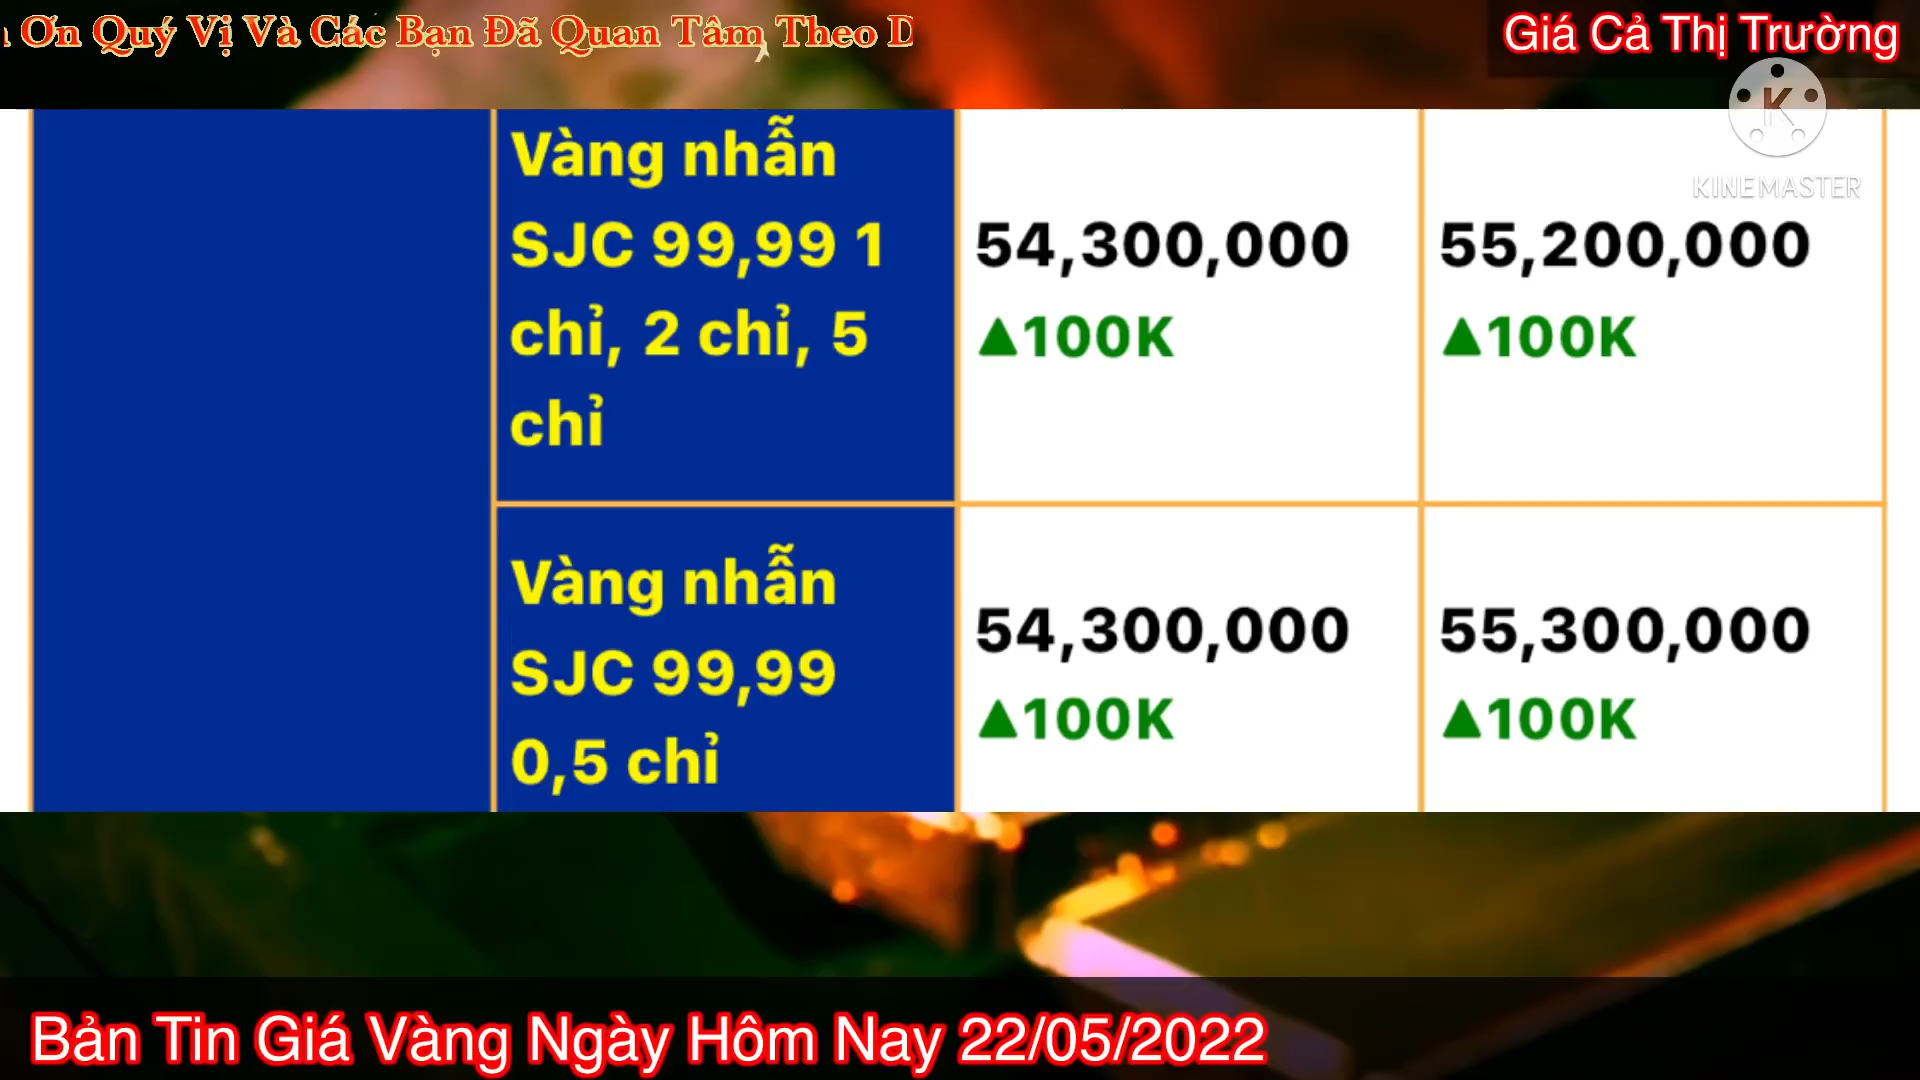 Ơn Quý Vị Và Các Bạn Đã Quan Tâm Theo
Giá Cả Thị Trường
KINEMASTER
Vàng nhẫn
SJC 99,99 1
chỉ, 2 chỉ, 5
chỉ
54,300,000
▲100K
55,200,000
▲100K
Vàng nhẫn
SJC 99,99
0,5 chỉ
54,300,000
▲100K
55,300,000
▲100K
Bản Tin Giá Vàng Ngày Hôm Nay 22/05/2022